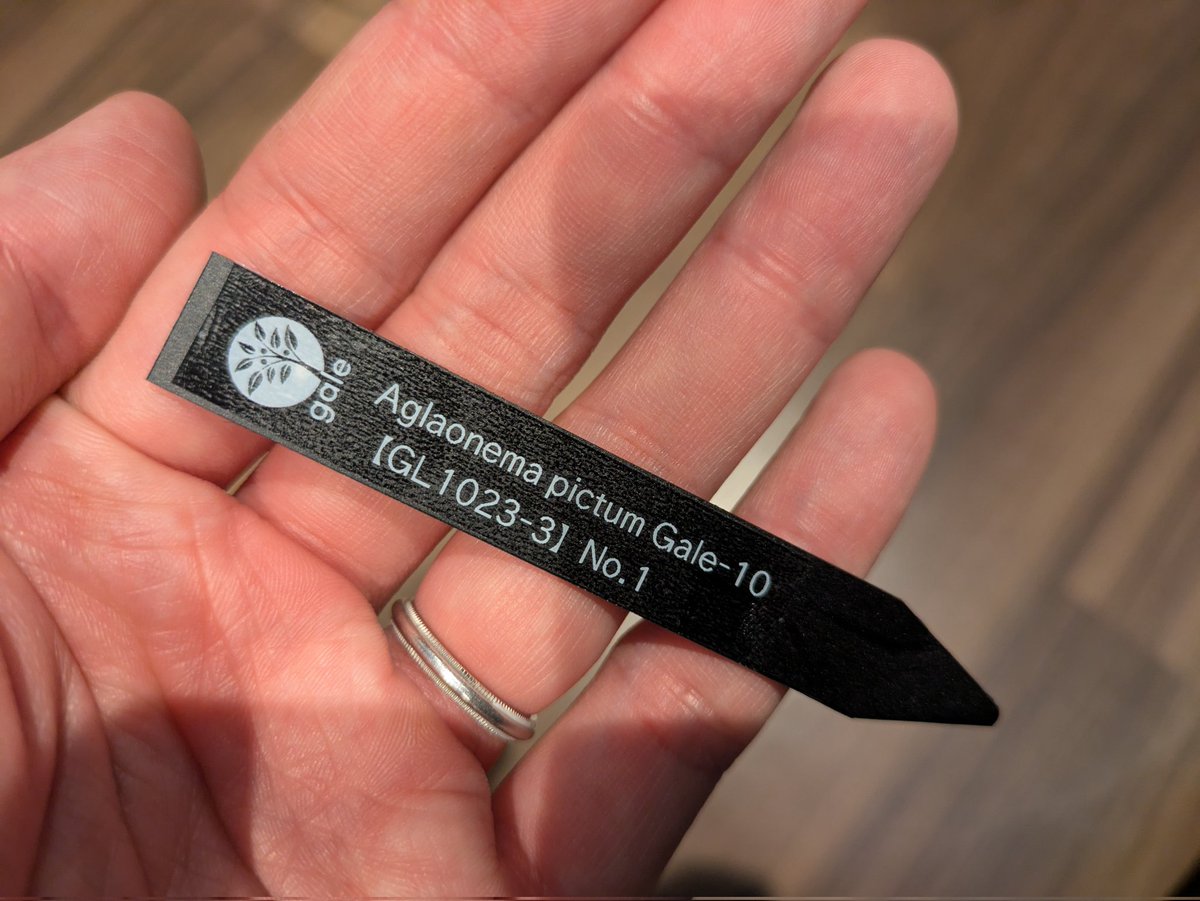 gale
Aglaonema pictum Gale-10
【GL1023-3】 No.1